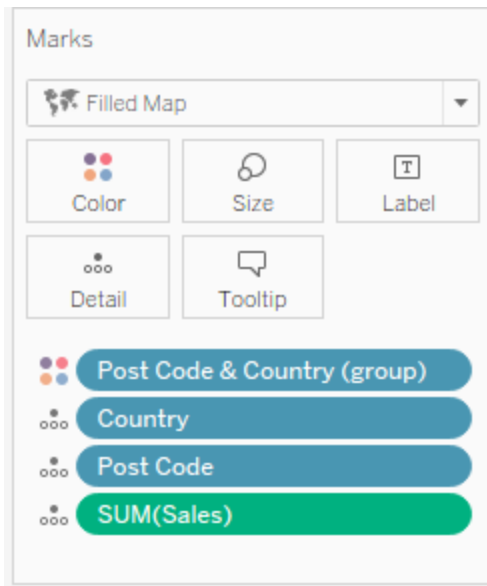 Marks
Filled Map
Color
Size
T
Label
Detail
Tooltip
Post Code & Country (group)
Country
Post Code
SUM(Sales)